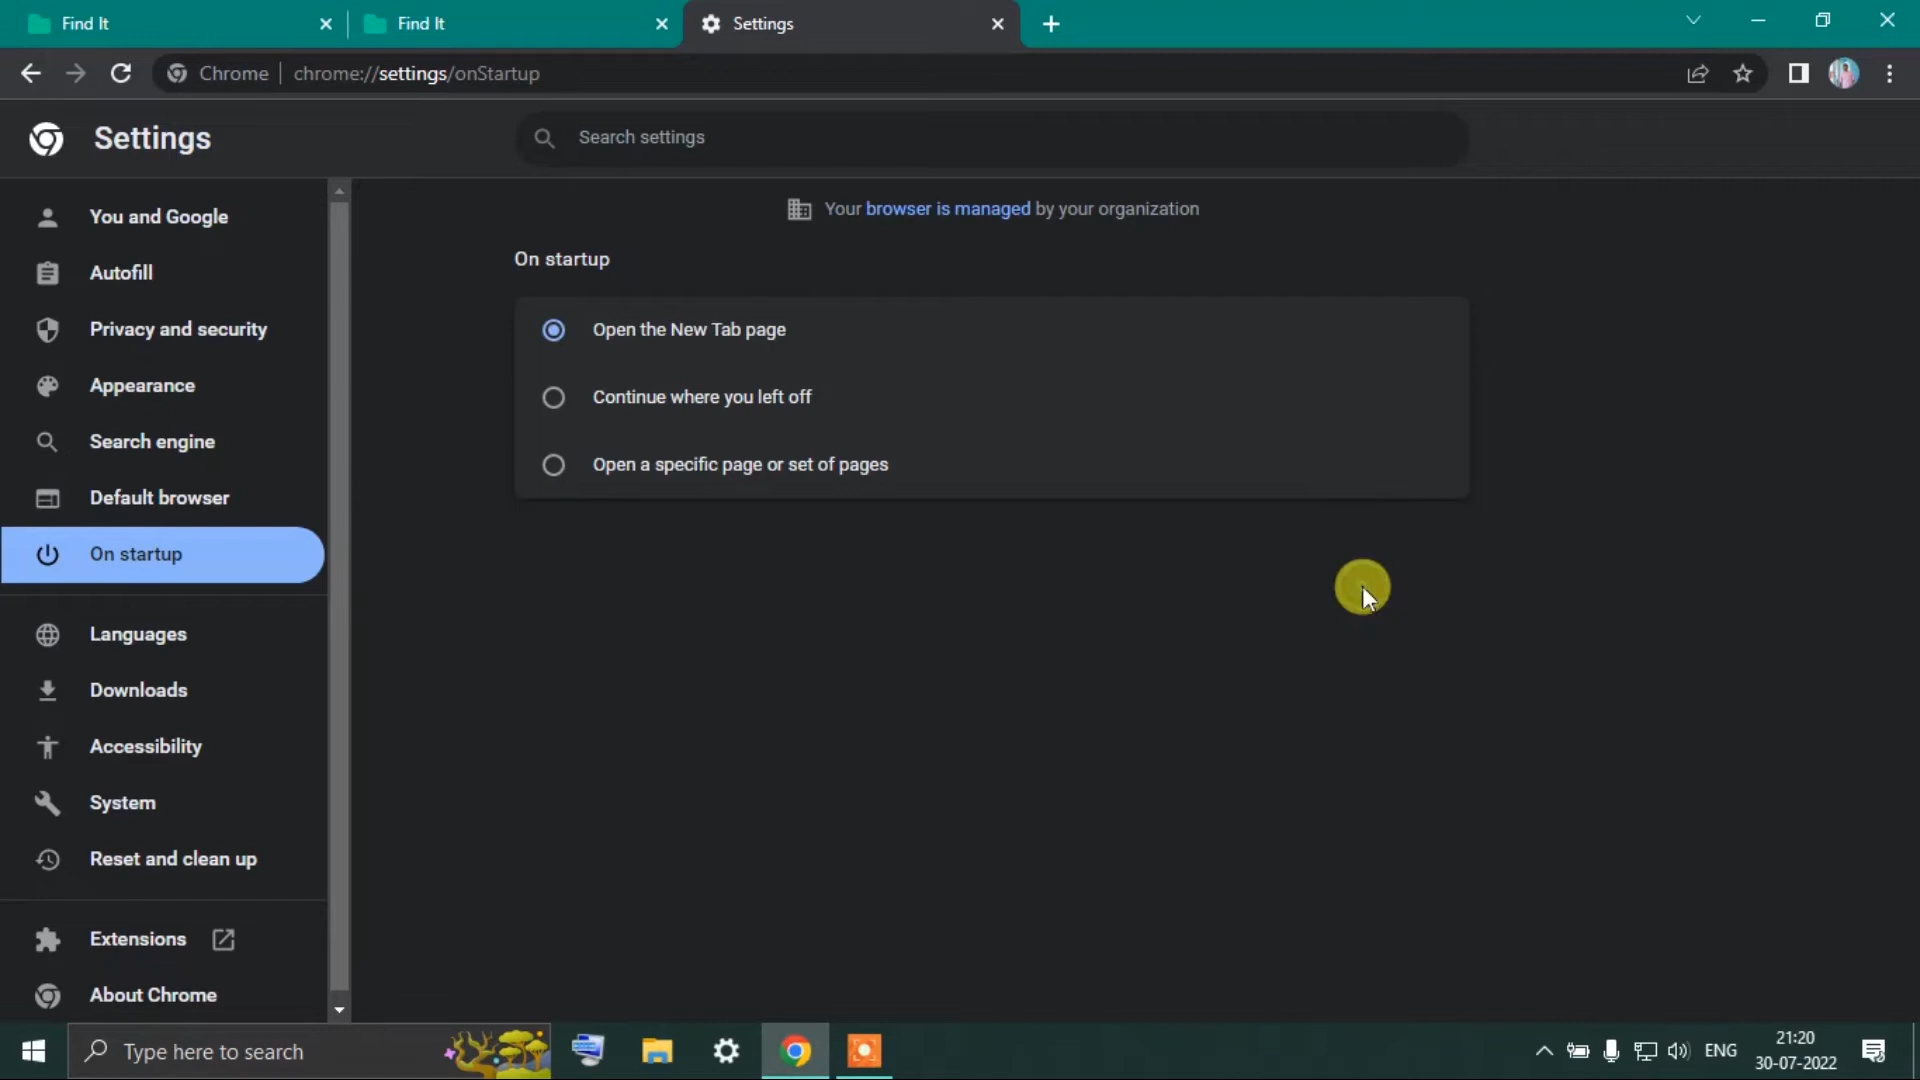 Find It
Find It
Settings
Chrome
chrome://settings/onStartup
Settings
Search settings
You and Google
Autofill
Privacy and security
Appearance
Search engine
Default browser
On startup
Languages
Downloads
Accessibility
System
Reset and clean up
Extensions
About Chrome
Your browser is managed by your organization
On startup
Open the New Tab page
Continue where you left off
Open a specific page or set of pages
Type here to search
ENG
21:20
30-07-2022